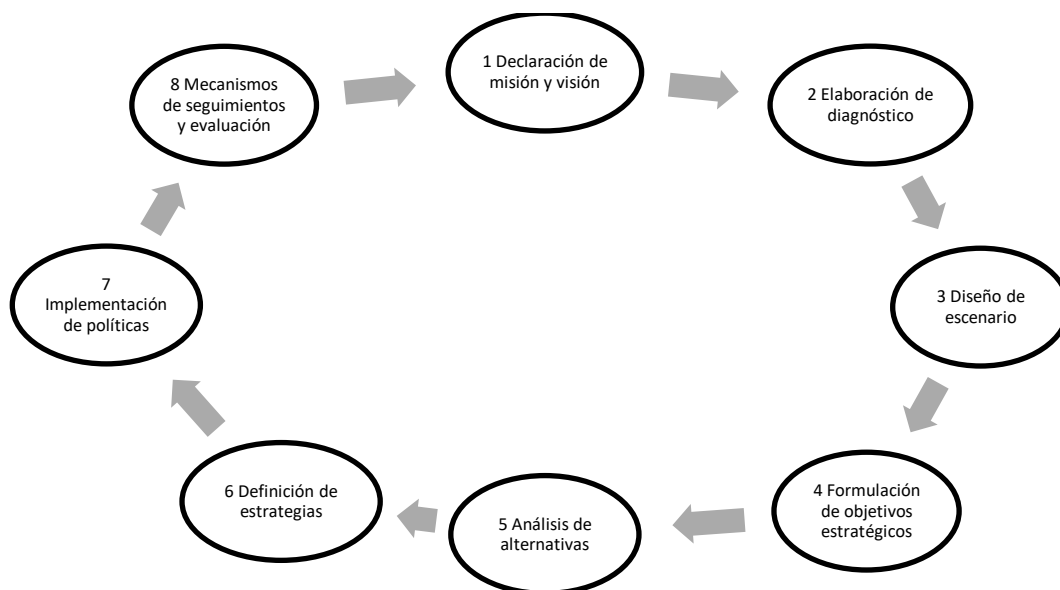 1 Declaración de
misión y visión
2 Elaboración de
diagnóstico
3 Diseño de
escenario
4 Formulación
de objetivos
estratégicos
5 Análisis de
alternativas
6 Definición de
estrategias
7
Implementación
de políticas
8 Mecanismos
de seguimientos
y evaluación